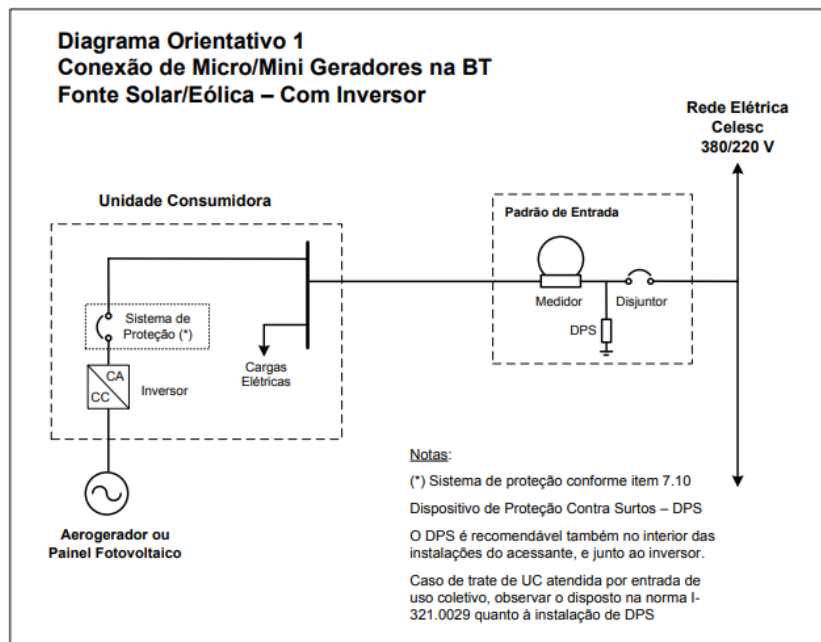 Diagrama Orientativo 1
Conexão de Micro/Mini Geradores na BT
Fonte Solar/Eólica – Com Inversor
Rede Elétrica
Celesc
380/220 V
Unidade Consumidora
Padrão de Entrada
Medidor
Disjuntor
DPS
Sistema de
Proteção (*)
Cargas
Elétricas
CA
CC
Inversor
Aerogerador ou
Painel Fotovoltaico
Notas:
(*) Sistema de proteção conforme item 7.10
Dispositivo de Proteção Contra Surtos – DPS
O DPS é recomendável também no interior das
instalações do acessante, e junto ao inversor.
Caso de trate de UC atendida por entrada de
uso coletivo, observar o disposto na norma I-
321.0029 quanto à instalação de DPS